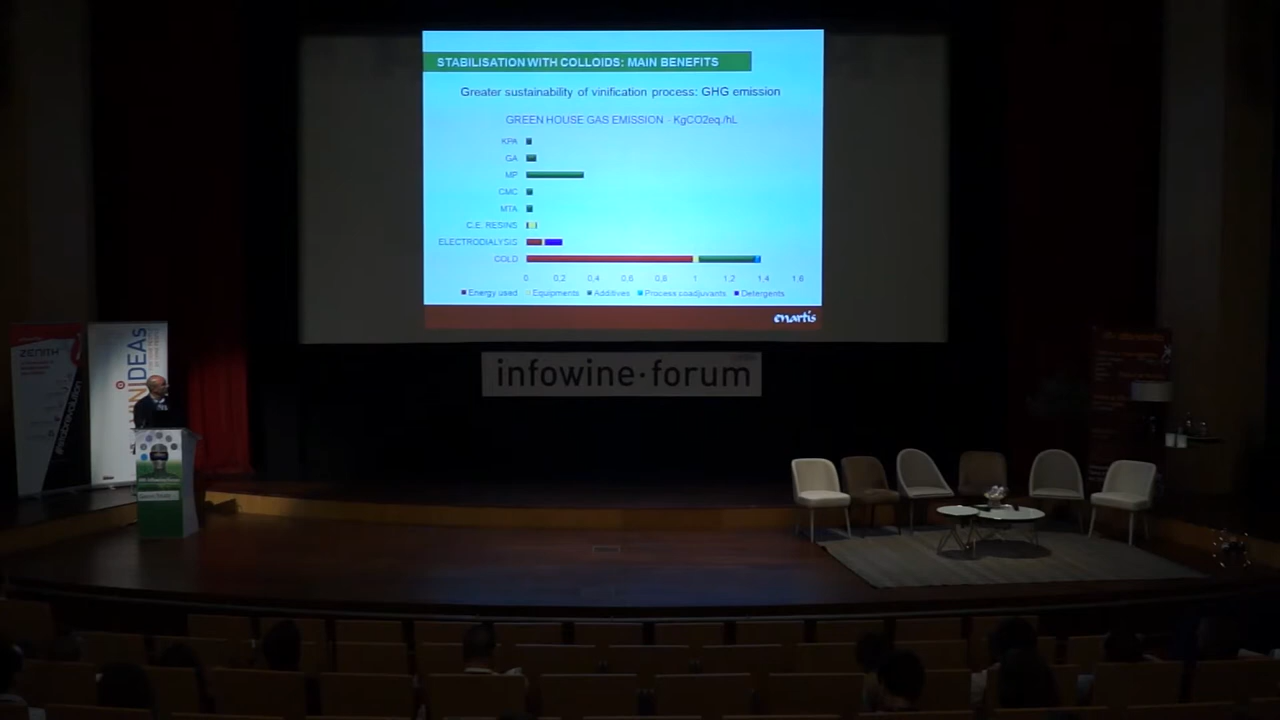 STABILISATION WITH COLLOIDS: MAIN BENEFITS
Greater sustainability of vinification process: GHG emission
GREEN HOUSE GAS EMISSION - KgCO2eq./hL
KPA
GA
MP
CMC
MTA
C.E. RESINS
ELECTRODIALYSIS
COLD
0 0,2 0,4 0,6 0,8 1 1,2 1,4 1,6
Energy used Equipments Additives Process coadjuvants Detergents
enartis
infowine·forum
ZENITH
IDEAS